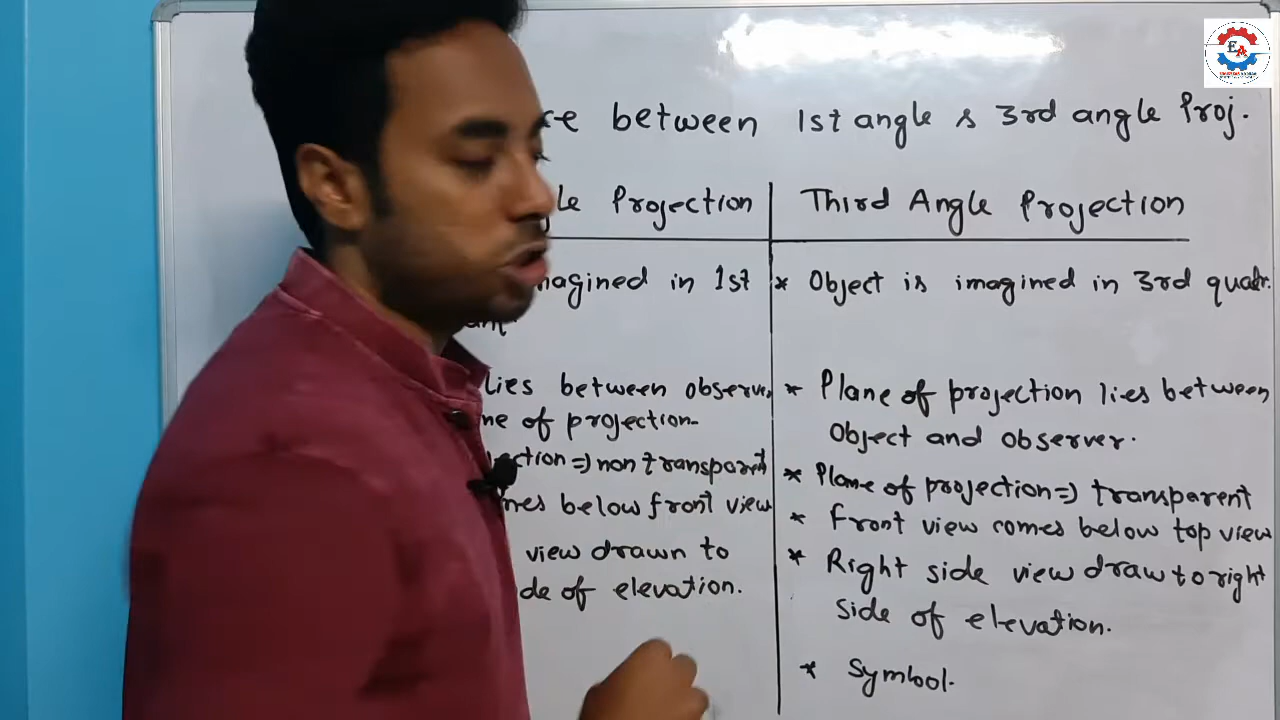 between 1st angle & 3rd angle Proj.
Projection
Third Angle Projection
in 1st
* Object is imagined in 3rd quadr.
lies between
of projection.
* Plane of projection lies between
Object and observer.
=) non transparent
* Plane of projection =) transparent
below front view
* Front view comes below top view
view drawn to
of elevation.
* Right side view draw to right
side of elevation.
* Symbol.
EA